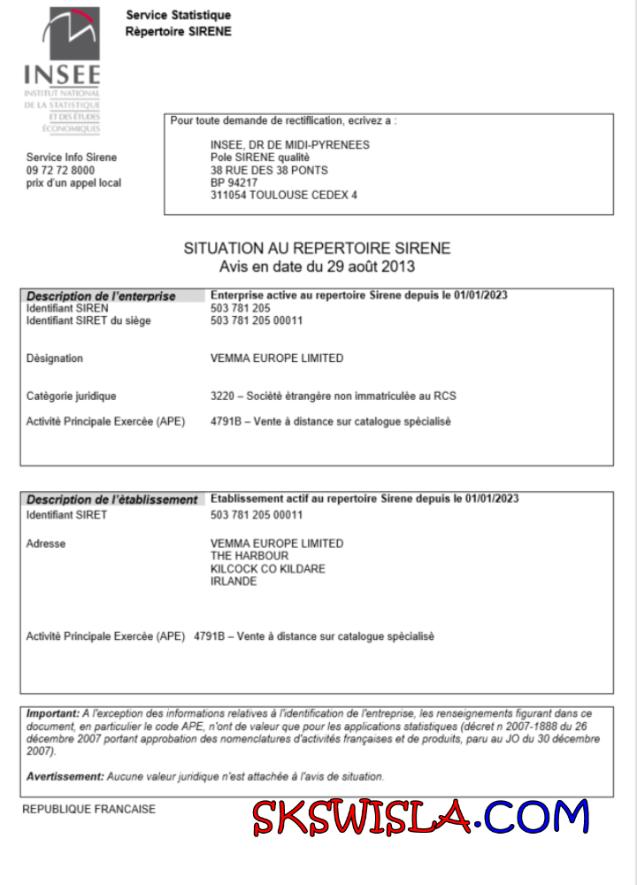 Service Statistique
Rèpertoire SIRENE
INSEE
INSTITUT NATIONAL
DE LA STATISTIQUE
ET DES ÉTUDES
ÉCONOMIQUES
Pour toute demande de rectiflication, ecrivez a :
INSEE, DR DE MIDI-PYRENEES
Pole SIRENE qualitè
38 RUE DES 38 PONTS
BP 94217
311054 TOULOUSE CEDEX 4
Service Info Sirene
09 72 72 8000
prix d'un appel local
SITUATION AU REPERTOIRE SIRENE
Avis en date du 29 août 2013
Description de l'enterprise Enterprise active au repertoire Sirene depuis le 01/01/2023
Identifiant SIREN 503 781 205
Identifiant SIRET du siège 503 781 205 00011
Dèsignation VEMMA EUROPE LIMITED
Catègorie juridique 3220 – Sociètè ètrangère non immatriculèe au RCS
Activitè Principale Exercèe (APE) 4791B – Vente à distance sur catalogue spècialisè
Description de l'ètablissement Etablissement actif au repertoire Sirene depuis le 01/01/2023
Identifiant SIRET 503 781 205 00011
Adresse VEMMA EUROPE LIMITED
THE HARBOUR
KILCOCK CO KILDARE
IRLANDE
Activitè Principale Exercèe (APE) 4791B – Vente à distance sur catalogue spècialisè
Important: A l'exception des informations relatives à l'identification de l'entreprise, les renseignements figurant dans ce
document, en particulier le code APE, n'ont de valeur que pour les applications statistiques (décret n 2007-1888 du 26
décembre 2007 portant approbation des nomenclatures d'activités françaises et de produits, paru au JO du 30 décembre
2007).
Avertissement: Aucune valeur juridique n'est attachée à l'avis de situation.
REPUBLIQUE FRANCAISE
SKSWISLA.COM